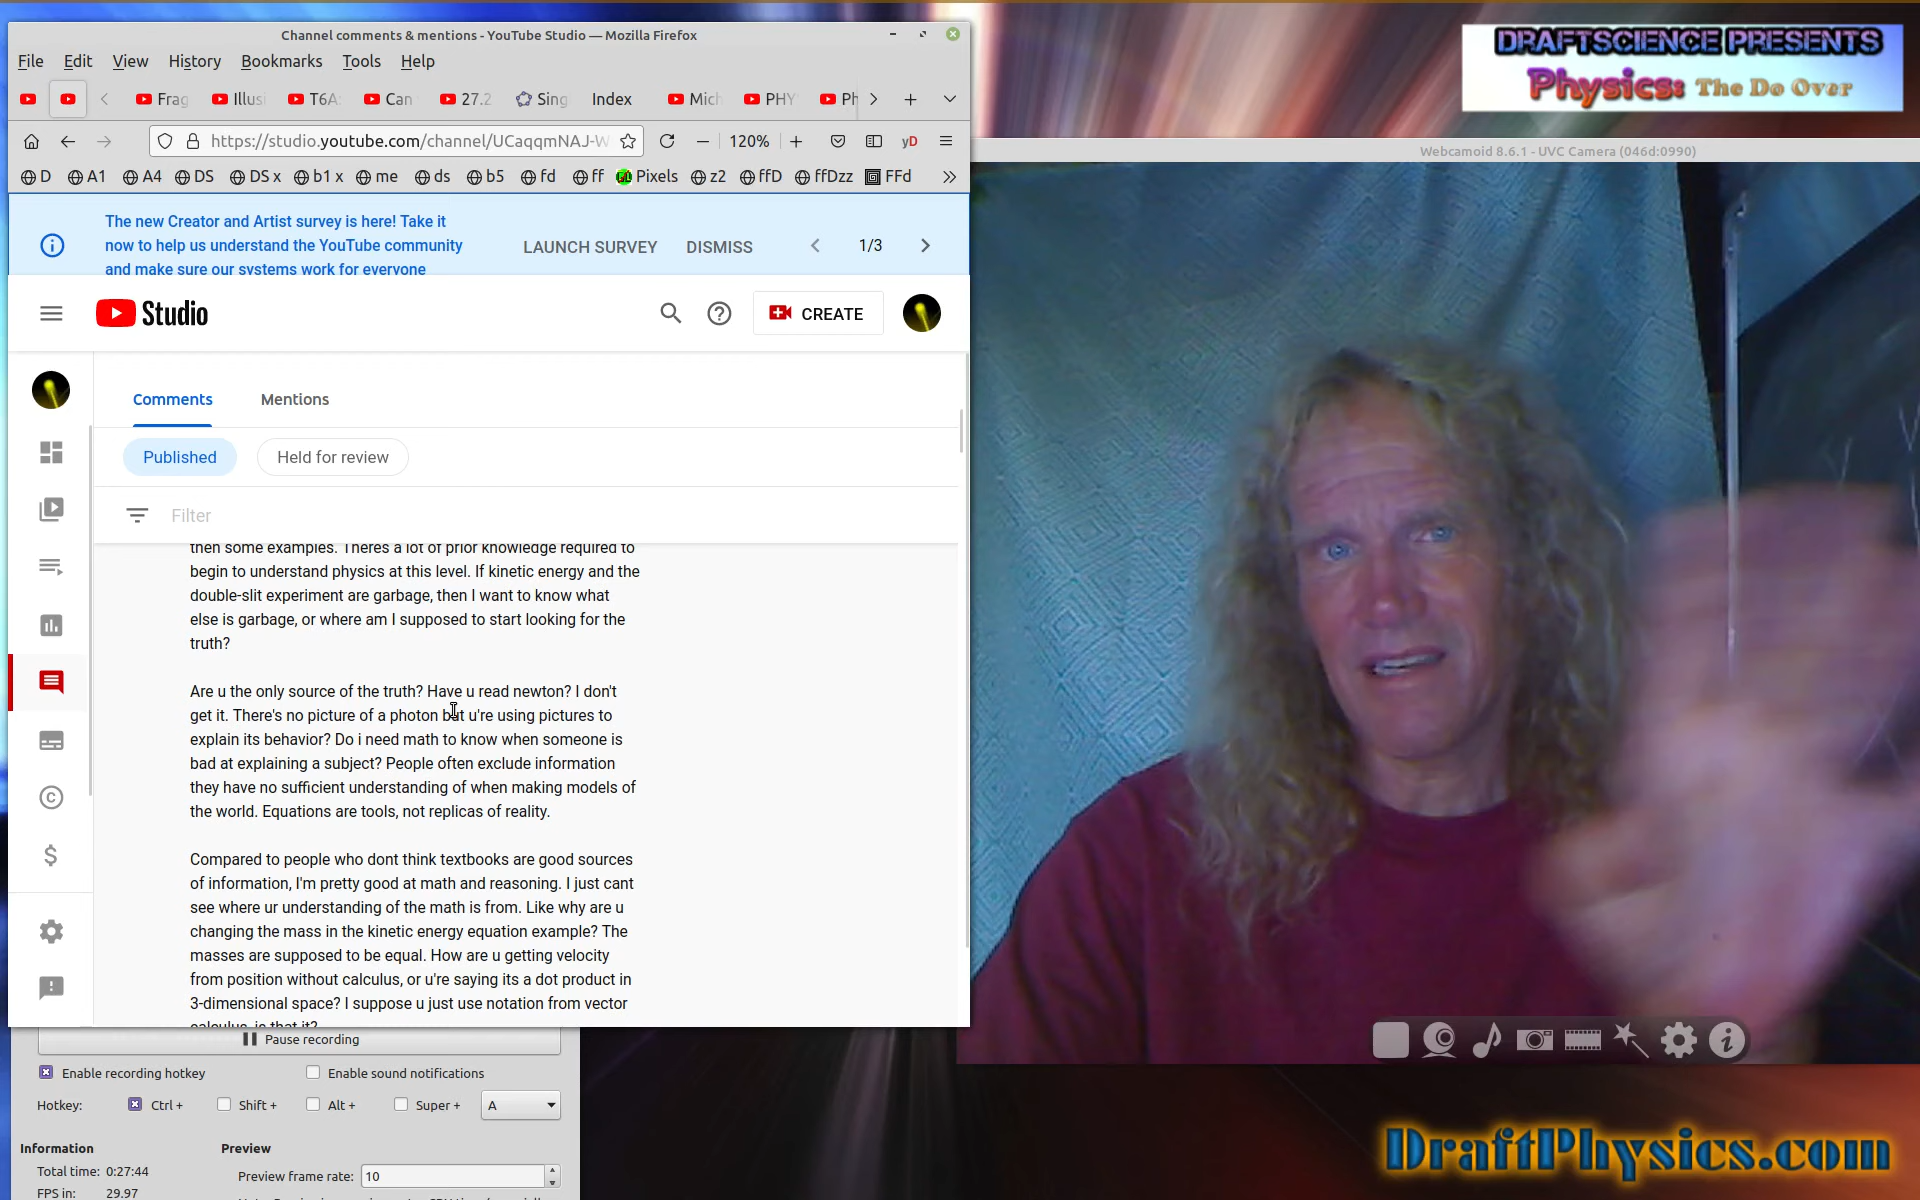 Channel comments & mentions - YouTube Studio — Mozilla Firefox
File Edit View History Bookmarks Tools Help
Frag Illus T6A: Can 27.2 Sing Index Mich PHY Ph
https://studio.youtube.com/channel/UCaqqmNAJ-W 120% yD
D A1 A4 DS DS x b1 x me ds b5 fd ff Pixels z2 ffD ffDzz FFd
The new Creator and Artist survey is here! Take it
now to help us understand the YouTube community
and make sure our systems work for everyone
LAUNCH SURVEY DISMISS 1/3
Studio
CREATE
Comments Mentions
Published Held for review
Filter
then some examples. Theres a lot of prior knowledge required to
begin to understand physics at this level. If kinetic energy and the
double-slit experiment are garbage, then I want to know what
else is garbage, or where am I supposed to start looking for the
truth?
Are u the only source of the truth? Have u read newton? I don't
get it. There's no picture of a photon but u're using pictures to
explain its behavior? Do i need math to know when someone is
bad at explaining a subject? People often exclude information
they have no sufficient understanding of when making models of
the world. Equations are tools, not replicas of reality.
Compared to people who dont think textbooks are good sources
of information, I'm pretty good at math and reasoning. I just cant
see where ur understanding of the math is from. Like why are u
changing the mass in the kinetic energy equation example? The
masses are supposed to be equal. How are u getting velocity
from position without calculus, or u're saying its a dot product in
3-dimensional space? I suppose u just use notation from vector
calculus, is that it?
Pause recording
Enable recording hotkey Enable sound notifications
Hotkey: Ctrl + Shift + Alt + Super + A
Information Preview
Total time: 0:27:44
Preview frame rate: 10
FPS in: 29.97
DRAFTSCIENCE PRESENTS
Physics: The Do Over
Webcamoid 8.6.1 - UVC Camera (046d:0990)
DraftPhysics.com